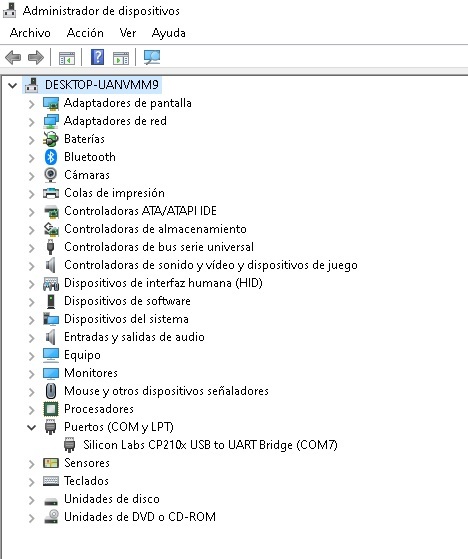 Administrador de dispositivos
Archivo Acción Ver Ayuda
DESKTOP-UANVMM9
Adaptadores de pantalla
Adaptadores de red
Baterías
Bluetooth
Cámaras
Colas de impresión
Controladoras ATA/ATAPI IDE
Controladoras de almacenamiento
Controladoras de bus serie universal
Controladoras de sonido y vídeo y dispositivos de juego
Dispositivos de interfaz humana (HID)
Dispositivos de software
Dispositivos del sistema
Entradas y salidas de audio
Equipo
Monitores
Mouse y otros dispositivos señaladores
Procesadores
Puertos (COM y LPT)
Silicon Labs CP210x USB to UART Bridge (COM7)
Sensores
Teclados
Unidades de disco
Unidades de DVD o CD-ROM